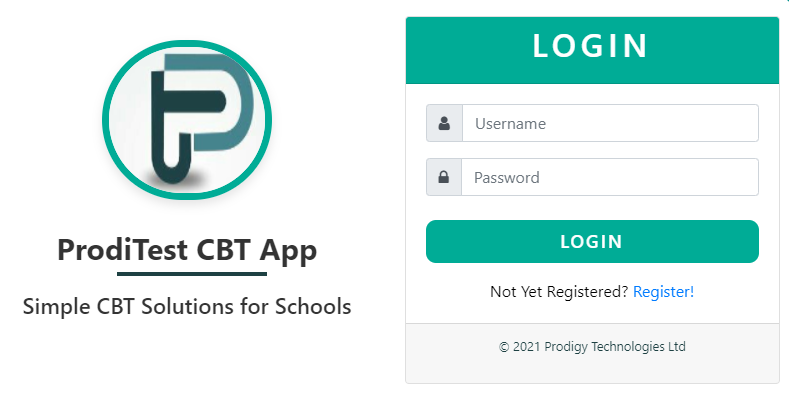 ProdiTest CBT App
Simple CBT Solutions for Schools
LOGIN
Username
Password
LOGIN
Not Yet Registered? Register!
© 2021 Prodigy Technologies Ltd